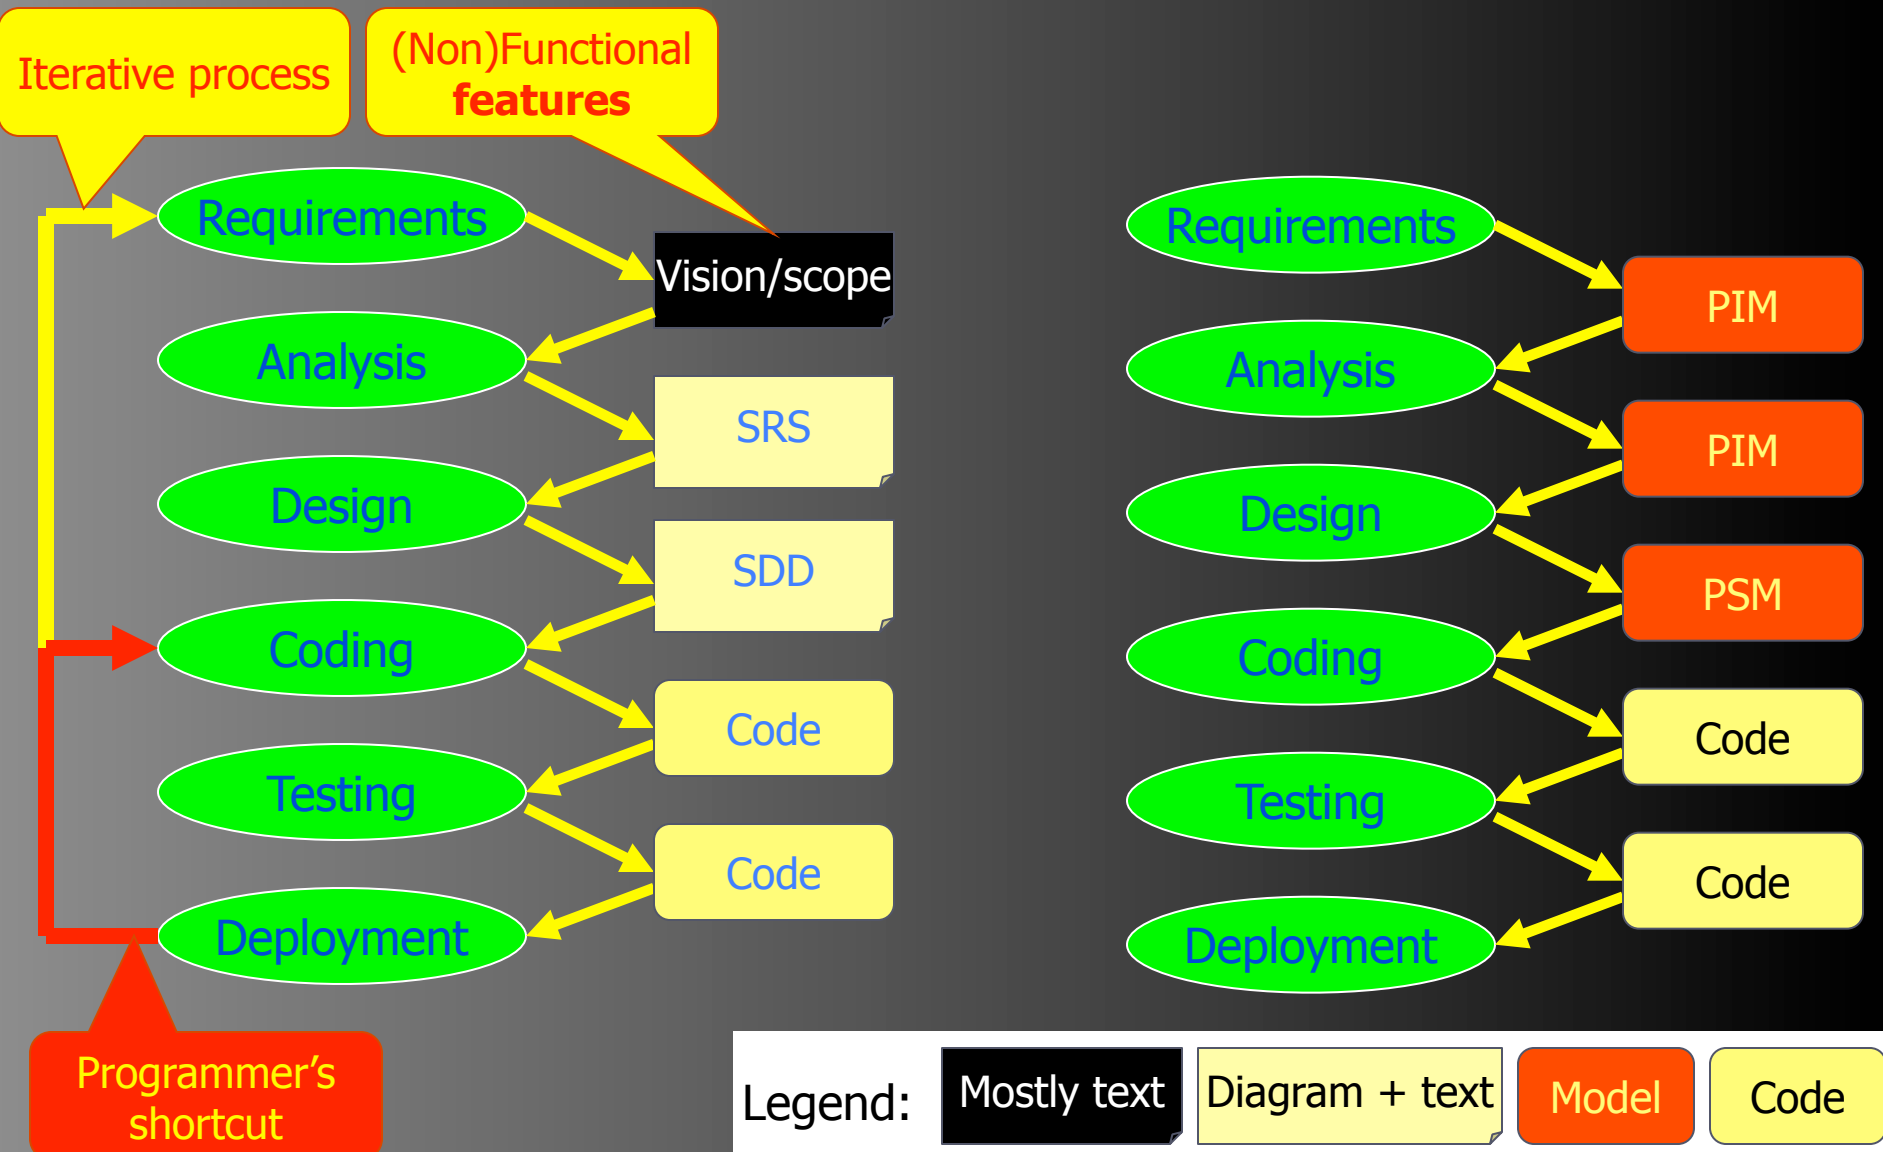 Iterative process
(Non)Functional
features
Requirements
Vision/scope
Analysis
SRS
Design
SDD
Coding
Code
Testing
Code
Deployment
Programmer’s
shortcut
Requirements
PIM
Analysis
PIM
Design
PSM
Coding
Code
Testing
Code
Deployment
Legend:
Mostly text
Diagram + text
Model
Code